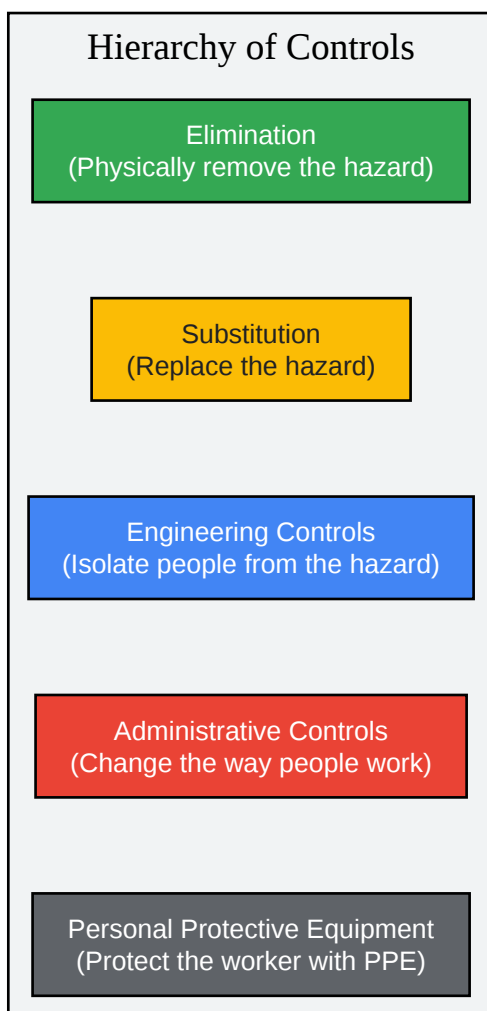 Hierarchy of Controls
Elimination
(Physically remove the hazard)
Substitution
(Replace the hazard)
Engineering Controls
(Isolate people from the hazard)
Administrative Controls
(Change the way people work)
Personal Protective Equipment
(Protect the worker with PPE)